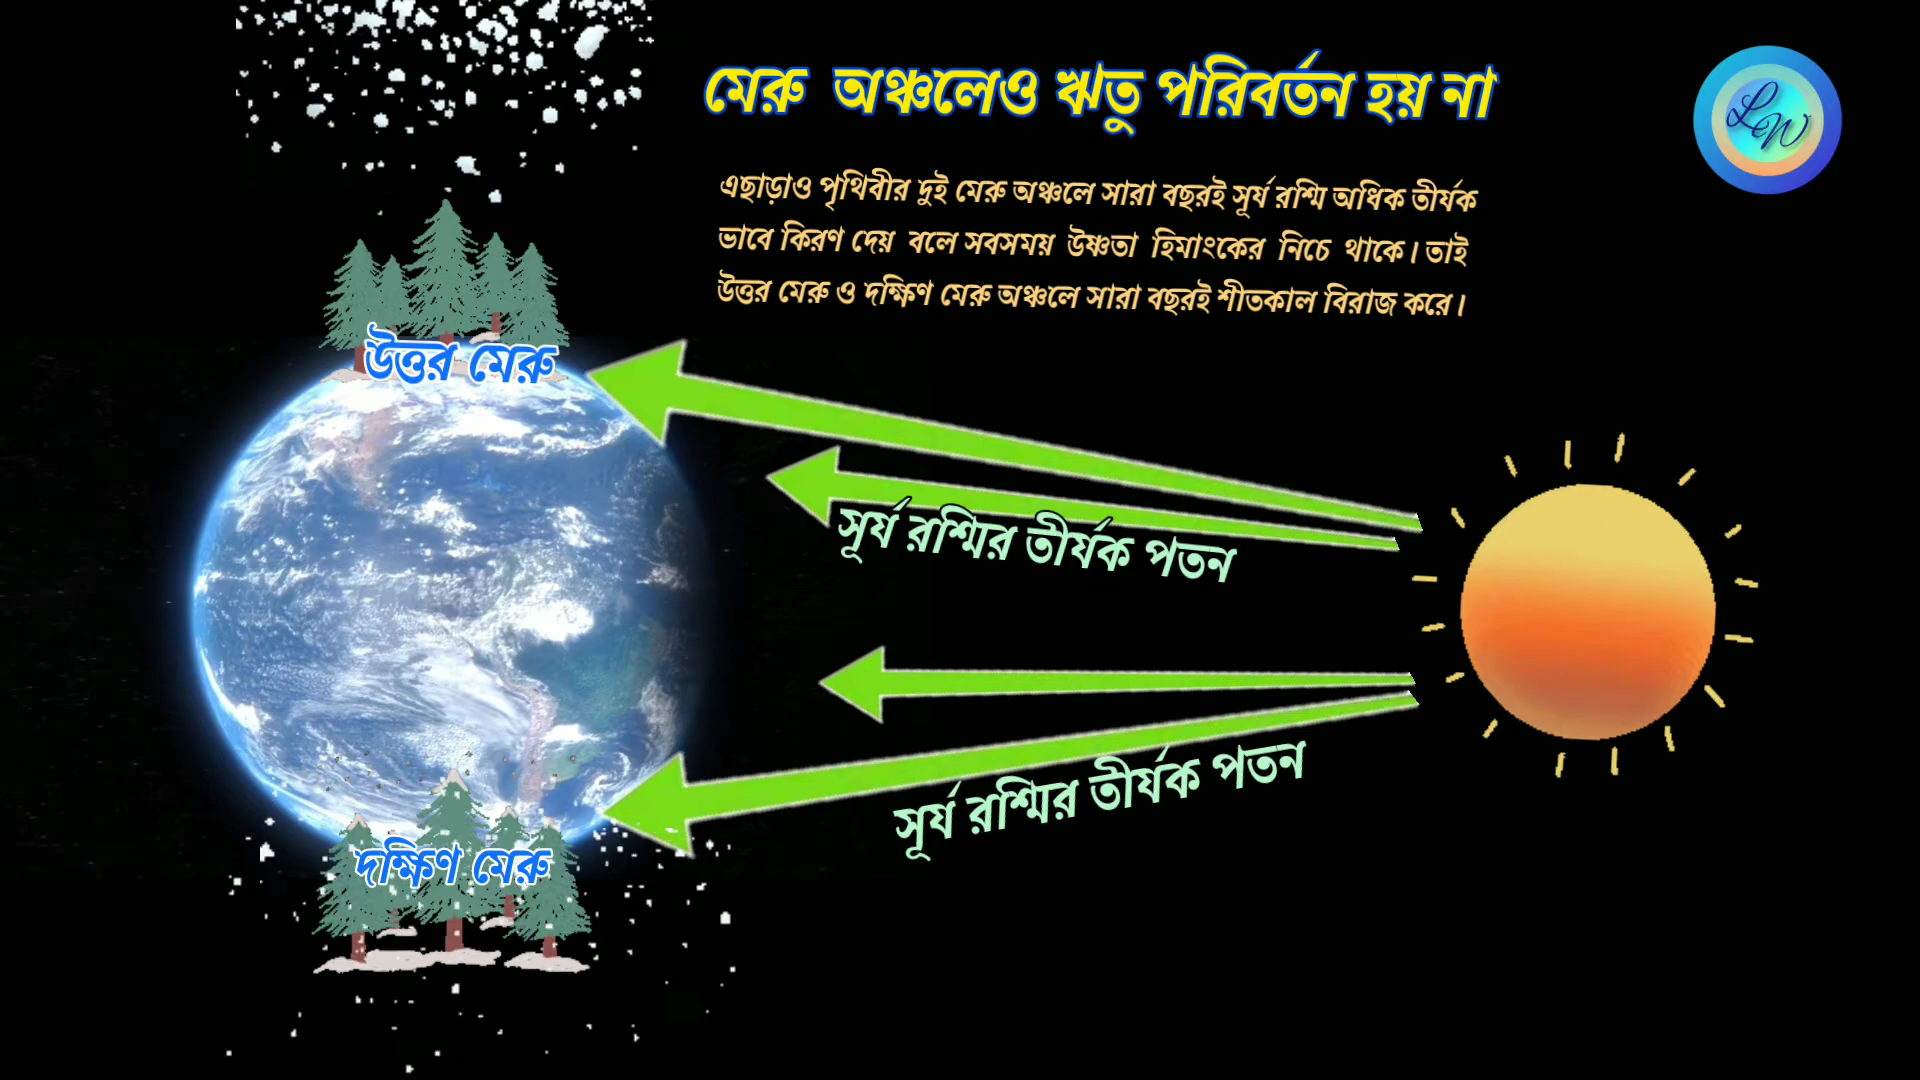 মেরু অঞ্চলেও ঋতু পরিবর্তন হয় না
LW
এছাড়াও পৃথিবীর দুই মেরু অঞ্চলে সারা বছরই সূর্য রশ্মি অধিক তীর্যক
ভাবে কিরণ দেয় বলে সবসময় উষ্ণতা হিমাংকের নিচে থাকে। তাই
উত্তর মেরু ও দক্ষিণ মেরু অঞ্চলে সারা বছরই শীতকাল বিরাজ করে।
উত্তর মেরু
সূর্য রশ্মির তীর্যক পতন
সূর্য রশ্মির তীর্যক পতন
দক্ষিণ মেরু